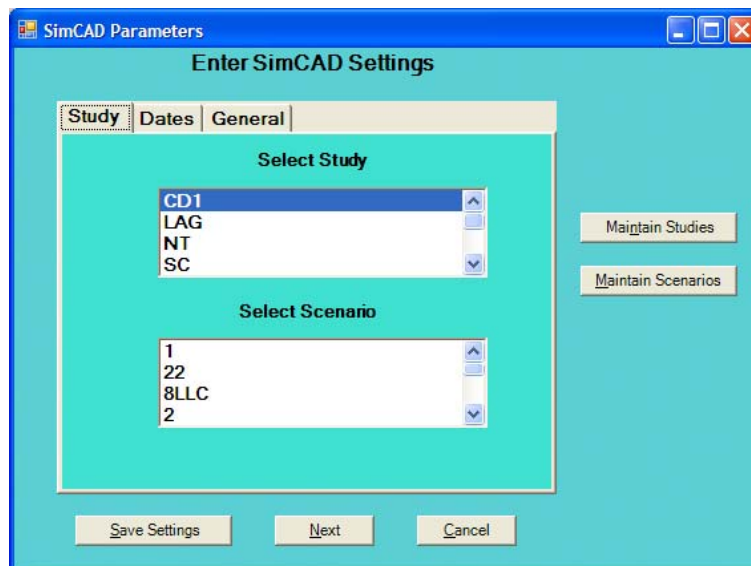 SimCAD Parameters
Enter SimCAD Settings
Study Dates General
Select Study
CD1
LAG
NT
SC
Maintain Studies
Maintain Scenarios
Select Scenario
1
22
8LLC
2
Save Settings Next Cancel